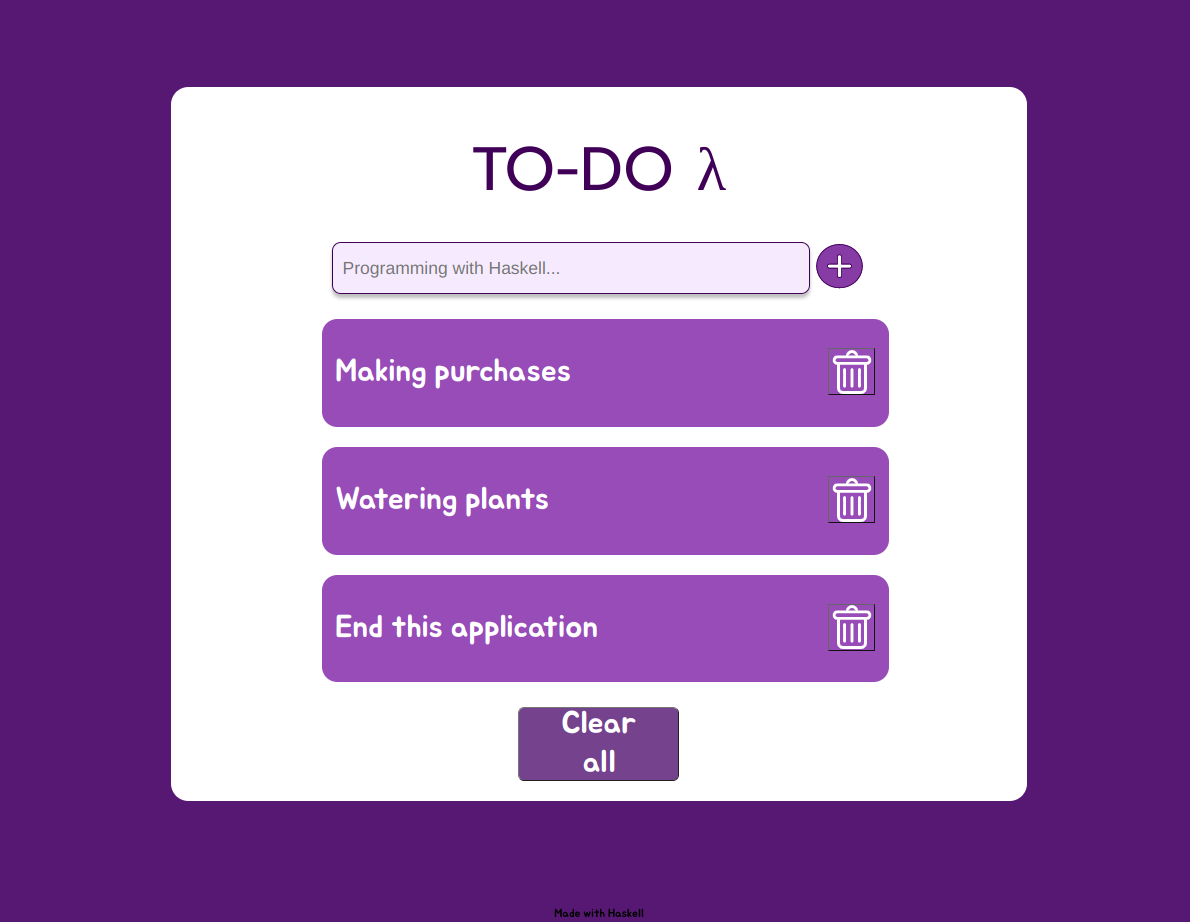 TO-DO λ
Programming with Haskell...
Making purchases
Watering plants
End this application
Clear
all
Made with Haskell